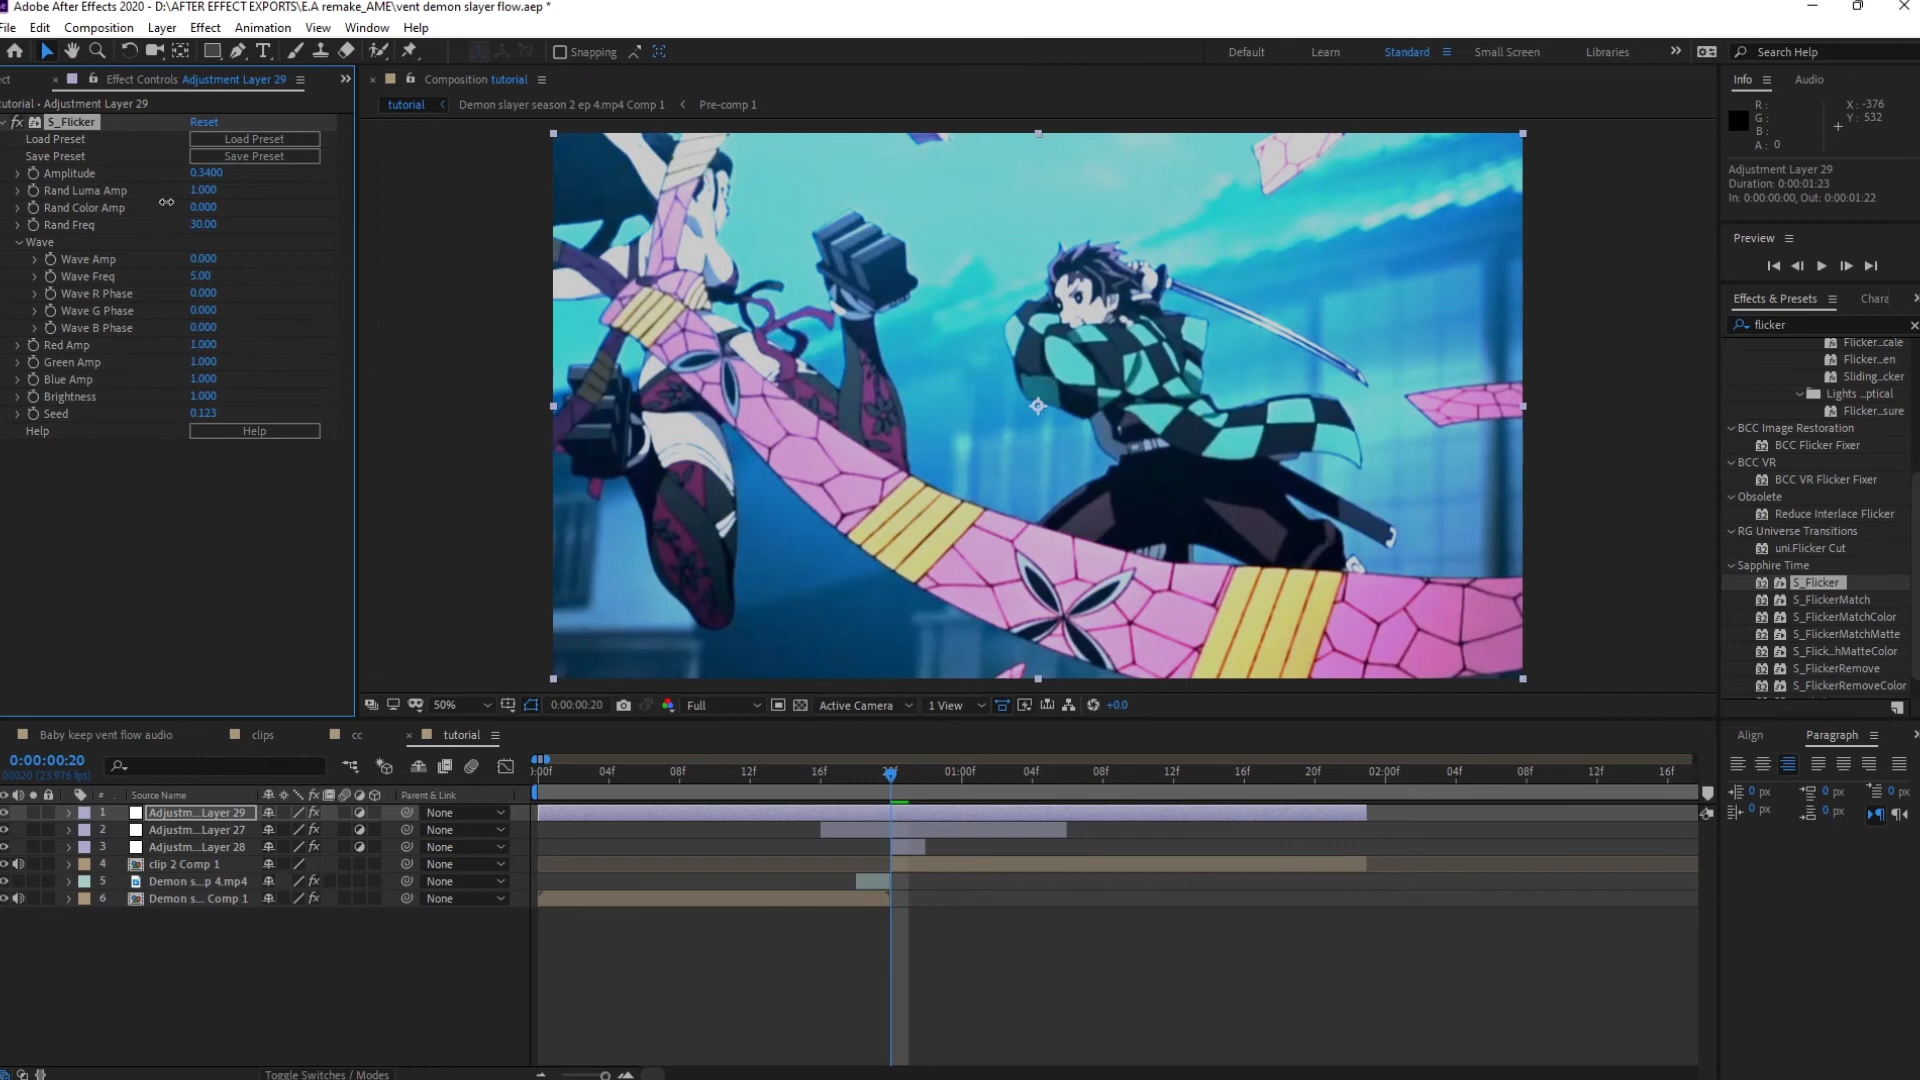 Adobe After Effects 2020 - D:\AFTER EFFECT EXPORTS\E.A remake_AME\vent demon slayer flow.aep *
File Edit Composition Layer Effect Animation View Window Help
Snapping
Default Learn Standard Small Screen Libraries
Search Help
Effect Controls Adjustment Layer 29
Composition tutorial
Info Audio
tutorial • Adjustment Layer 29
tutorial Demon slayer season 2 ep 4.mp4 Comp 1 Pre-comp 1
S_Flicker Reset
Load Preset Load Preset
Save Preset Save Preset
Amplitude 0.3400
Rand Luma Amp 1.000
Rand Color Amp 0.000
Rand Freq 30.00
Wave
Wave Amp 0.000
Wave Freq 5.00
Wave R Phase 0.000
Wave G Phase 0.000
Wave B Phase 0.000
Red Amp 1.000
Green Amp 1.000
Blue Amp 1.000
Brightness 1.000
Seed 0.123
Help Help
R :
G :
B :
A : 0
X : -376
Y : 532
Adjustment Layer 29
Duration: 0:00:01:23
In: 0:00:00:00, Out: 0:00:01:22
Preview
Effects & Presets Chara
flicker
Flicker...cale
Flicker...en
Sliding...cker
Lights ...ptical
Flicker...sure
BCC Image Restoration
BCC Flicker Fixer
BCC VR
BCC VR Flicker Fixer
Obsolete
Reduce Interlace Flicker
RG Universe Transitions
uni.Flicker Cut
Sapphire Time
S_Flicker
S_FlickerMatch
S_FlickerMatchColor
S_FlickerMatchMatte
S_Flick...hMatteColor
S_FlickerRemove
S_FlickerRemoveColor
50% 0:00:00:20 Full Active Camera 1 View +0.0
Baby keep vent flow audio clips cc tutorial
Align Paragraph
0:00:00:20
00020 (23.976 fps)
:00f 04f 08f 12f 16f 20f 01:00f 04f 08f 12f 16f 20f 02:00f 04f 08f 12f 16f
# Source Name Parent & Link
1 Adjustm...Layer 29 None
2 Adjustm...Layer 27 None
3 Adjustm...Layer 28 None
4 clip 2 Comp 1 None
5 Demon s...p 4.mp4 None
6 Demon s... Comp 1 None
0 px 0 px 0 px
0 px 0 px
Toggle Switches / Modes